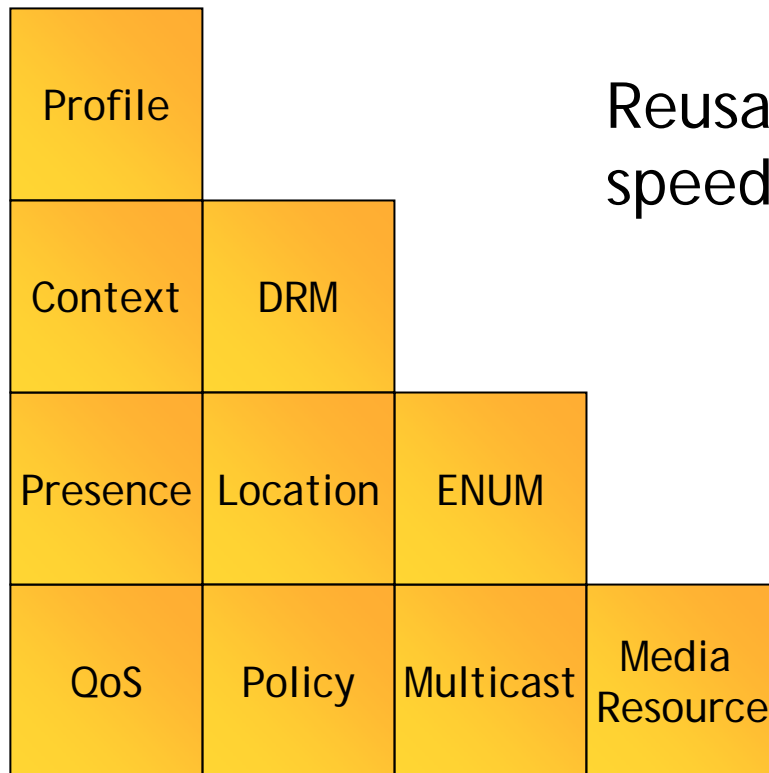 Profile
Reusa
speed
Context DRM
Presence Location ENUM
QoS Policy Multicast Media
Resource